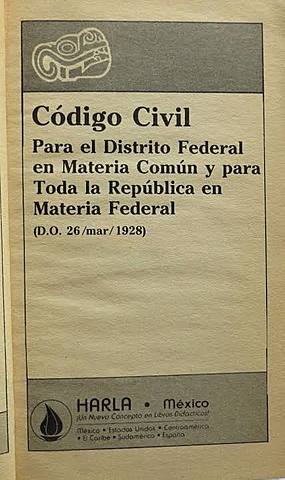 Código Civil
Para el Distrito Federal
en Materia Común y para
Toda la República en
Materia Federal
(D.O. 26/mar/1928)
HARLA • México
¡Un Nuevo Concepto en Libros Didácticos!
México • Estados Unidos • Centroamérica
• El Caribe • Sudamérica • España